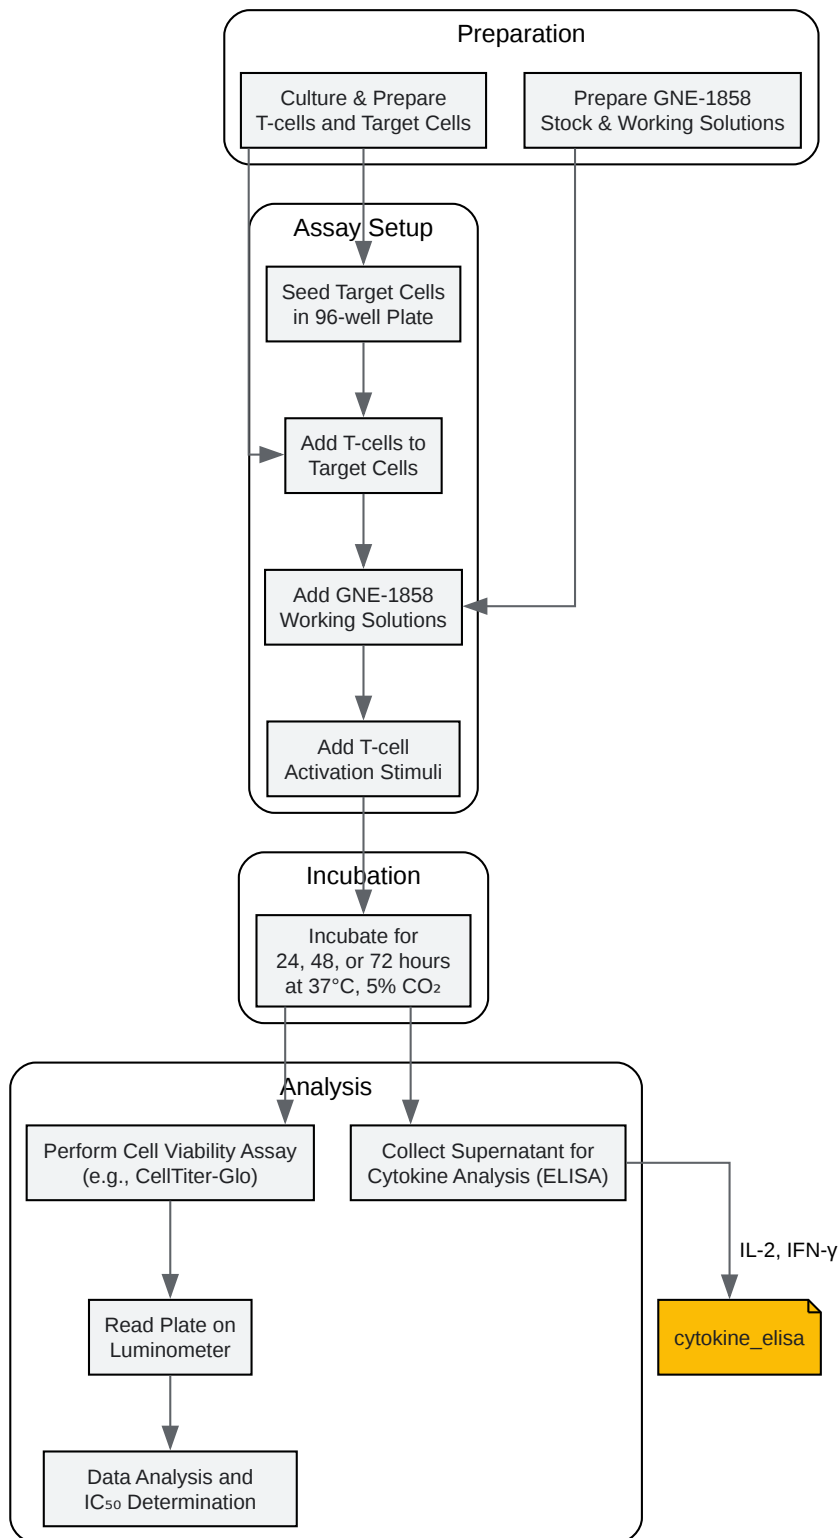 Preparation
Culture & Prepare
T-cells and Target Cells
Prepare GNE-1858
Stock & Working Solutions
Assay Setup
Seed Target Cells
in 96-well Plate
Add T-cells to
Target Cells
Add GNE-1858
Working Solutions
Add T-cell
Activation Stimuli
Incubation
Incubate for
24, 48, or 72 hours
at 37°C, 5% CO₂
Analysis
Perform Cell Viability Assay
(e.g., CellTiter-Glo)
Collect Supernatant for
Cytokine Analysis (ELISA)
IL-2, IFN-γ
Read Plate on
Luminometer
cytokine_elisa
Data Analysis and
IC₅₀ Determination